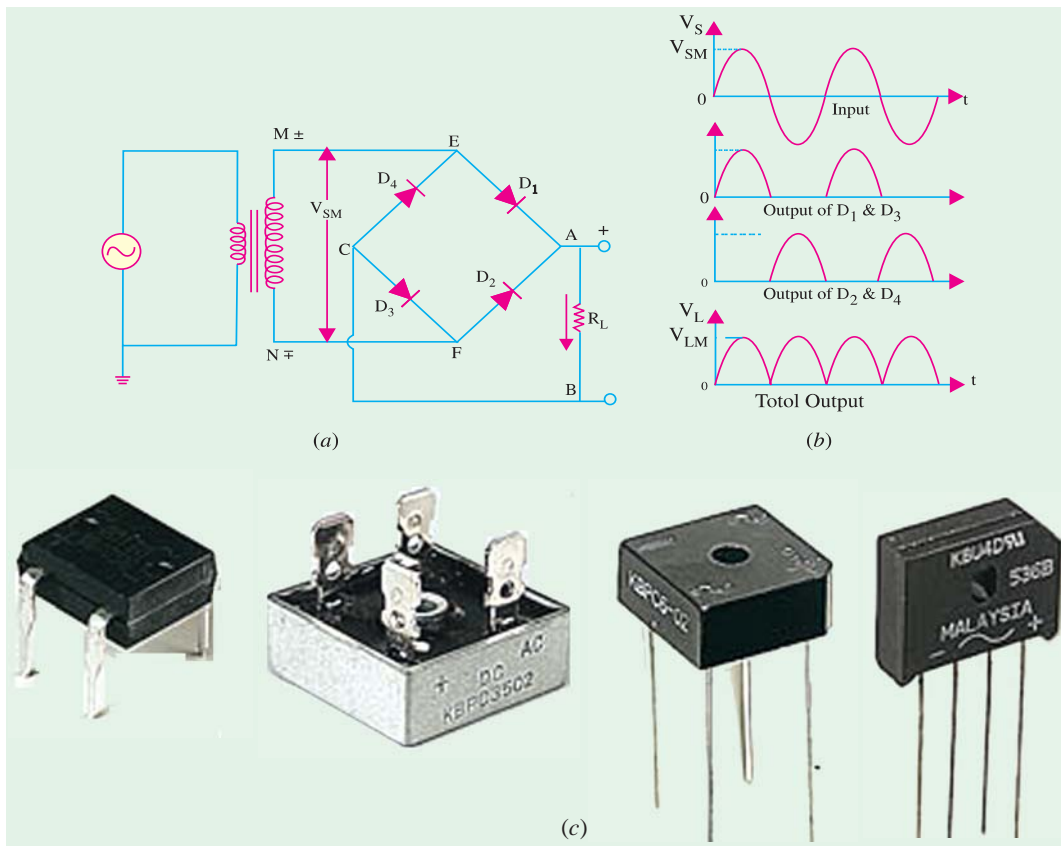 M ±
E
D4
D1
VSM
C
A
+
D3
D2
RL
N ∓
F
B
(a)
VS
VSM
0
t
Input
0
Output of D1 & D3
0
Output of D2 & D4
VL
VLM
0
t
Totol Output
(b)
AC
+ DC
KBPC3502
KBPC6-02
KBU4D
536B
MALAYSIA
- +
(c)